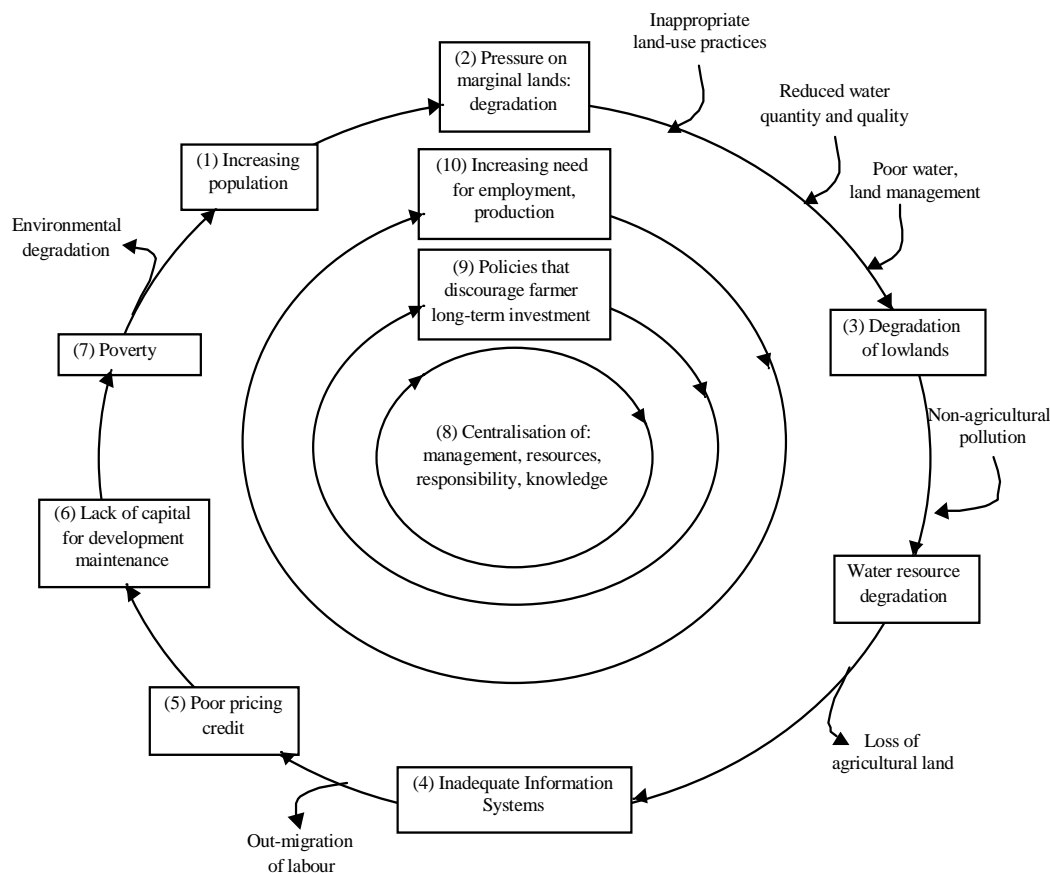 Inappropriate
land-use practices
(2) Pressure on
marginal lands:
degradation
Reduced water
quantity and quality
(1) Increasing
population
(10) Increasing need
for employment,
production
Poor water,
land management
Environmental
degradation
(9) Policies that
discourage farmer
long-term investment
(3) Degradation
of lowlands
(7) Poverty
Non-agricultural
pollution
(8) Centralisation of:
management, resources,
responsibility, knowledge
(6) Lack of capital
for development
maintenance
Water resource
degradation
(5) Poor pricing
credit
Loss of
agricultural land
(4) Inadequate Information
Systems
Out-migration
of labour